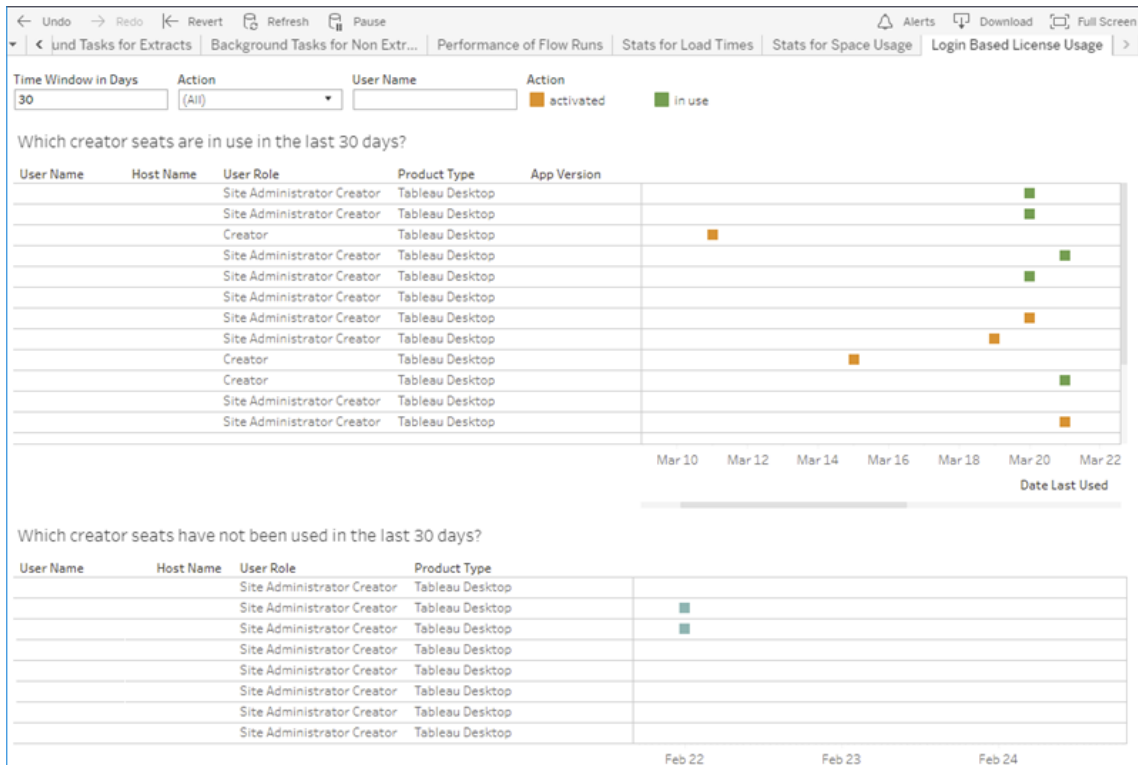 Undo Redo Revert Refresh Pause Alerts Download Full Screen
und Tasks for Extracts Background Tasks for Non Extr... Performance of Flow Runs Stats for Load Times Stats for Space Usage Login Based License Usage
Time Window in Days Action User Name Action
30 (All) activated in use
Which creator seats are in use in the last 30 days?
User Name Host Name User Role Product Type App Version
Site Administrator Creator Tableau Desktop
Site Administrator Creator Tableau Desktop
Creator Tableau Desktop
Site Administrator Creator Tableau Desktop
Site Administrator Creator Tableau Desktop
Site Administrator Creator Tableau Desktop
Site Administrator Creator Tableau Desktop
Site Administrator Creator Tableau Desktop
Creator Tableau Desktop
Creator Tableau Desktop
Site Administrator Creator Tableau Desktop
Site Administrator Creator Tableau Desktop
Mar 10 Mar 12 Mar 14 Mar 16 Mar 18 Mar 20 Mar 22
Date Last Used
Which creator seats have not been used in the last 30 days?
User Name Host Name User Role Product Type
Site Administrator Creator Tableau Desktop
Site Administrator Creator Tableau Desktop
Site Administrator Creator Tableau Desktop
Site Administrator Creator Tableau Desktop
Site Administrator Creator Tableau Desktop
Site Administrator Creator Tableau Desktop
Site Administrator Creator Tableau Desktop
Site Administrator Creator Tableau Desktop
Feb 22 Feb 23 Feb 24